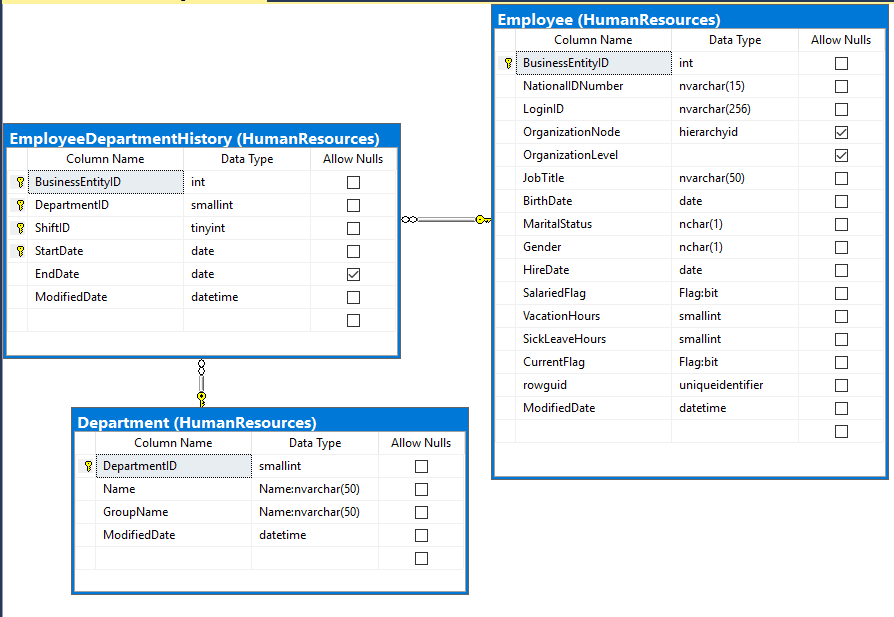 Employee (HumanResources)
Column Name Data Type Allow Nulls
BusinessEntityID int
NationalIDNumber nvarchar(15)
LoginID nvarchar(256)
OrganizationNode hierarchyid
OrganizationLevel
JobTitle nvarchar(50)
BirthDate date
MaritalStatus nchar(1)
Gender nchar(1)
HireDate date
SalariedFlag Flag:bit
VacationHours smallint
SickLeaveHours smallint
CurrentFlag Flag:bit
rowguid uniqueidentifier
ModifiedDate datetime
EmployeeDepartmentHistory (HumanResources)
Column Name Data Type Allow Nulls
BusinessEntityID int
DepartmentID smallint
ShiftID tinyint
StartDate date
EndDate date
ModifiedDate datetime
Department (HumanResources)
Column Name Data Type Allow Nulls
DepartmentID smallint
Name Name:nvarchar(50)
GroupName Name:nvarchar(50)
ModifiedDate datetime